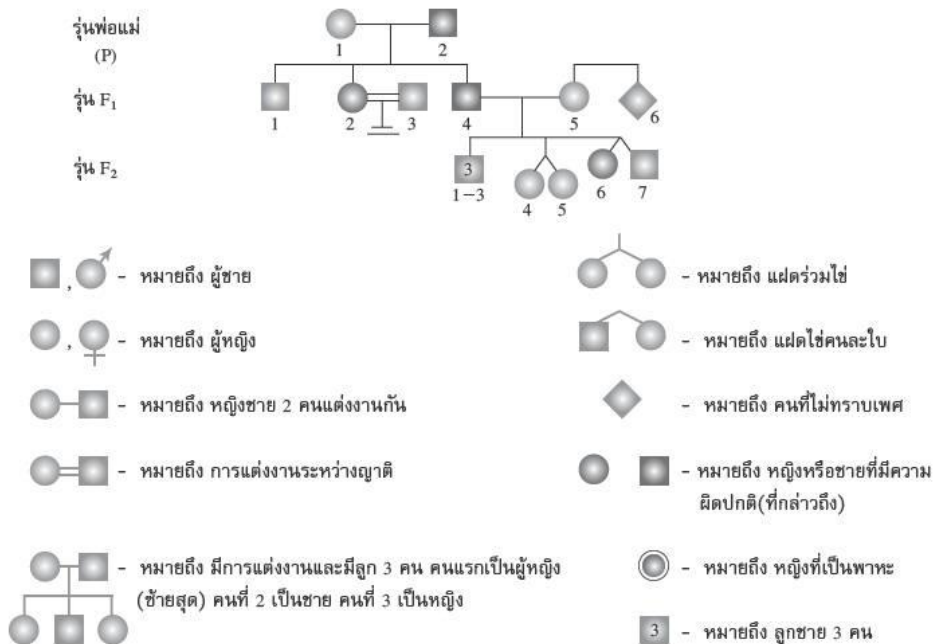 รุ่นพ่อแม่
(P)
1 2
รุ่น F₁
1 2 3 4 5 6
รุ่น F₂
3
1–3 4 5 6 7
, - หมายถึง ผู้ชาย
- หมายถึง แฝดร่วมไข่
, - หมายถึง ผู้หญิง
- หมายถึง แฝดไข่คนละใบ
- หมายถึง หญิงชาย 2 คนแต่งงานกัน
- หมายถึง คนที่ไม่ทราบเพศ
- หมายถึง การแต่งงานระหว่างญาติ
- หมายถึง หญิงหรือชายที่มีความ
ผิดปกติ(ที่กล่าวถึง)
- หมายถึง มีการแต่งงานและมีลูก 3 คน คนแรกเป็นผู้หญิง
(ซ้ายสุด) คนที่ 2 เป็นชาย คนที่ 3 เป็นหญิง
- หมายถึง หญิงที่เป็นพาหะ
3 - หมายถึง ลูกชาย 3 คน